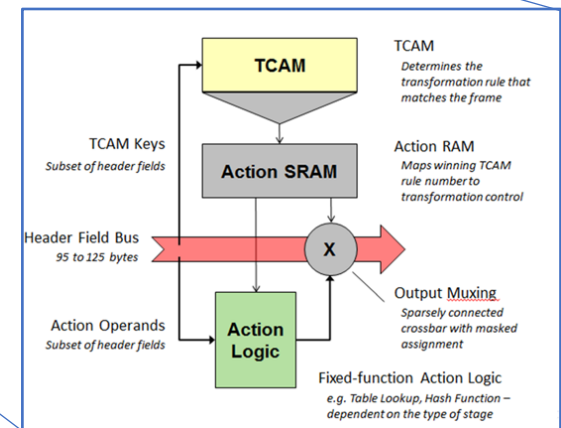 TCAM
TCAM
Determines the
transformation rule that
matches the frame
TCAM Keys
Subset of header fields
Action SRAM
Action RAM
Maps winning TCAM
rule number to
transformation control
Header Field Bus
95 to 125 bytes
X
Output Muxing
Sparsely connected
crossbar with masked
assignment
Action Operands
Subset of header fields
Action
Logic
Fixed-function Action Logic
e.g. Table Lookup, Hash Function –
dependent on the type of stage